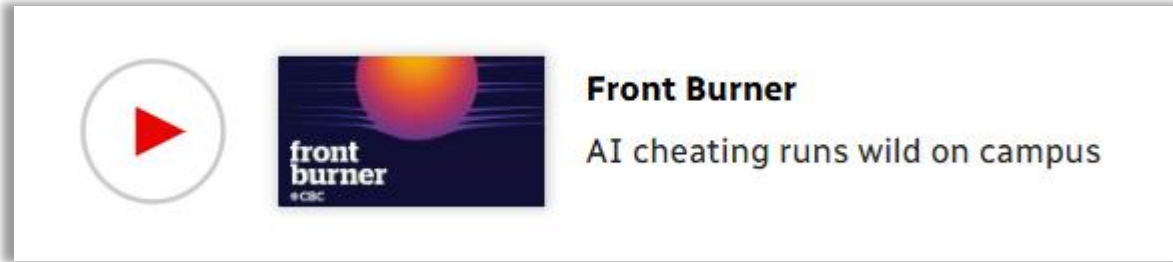 front
burner
CBC
Front Burner
AI cheating runs wild on campus